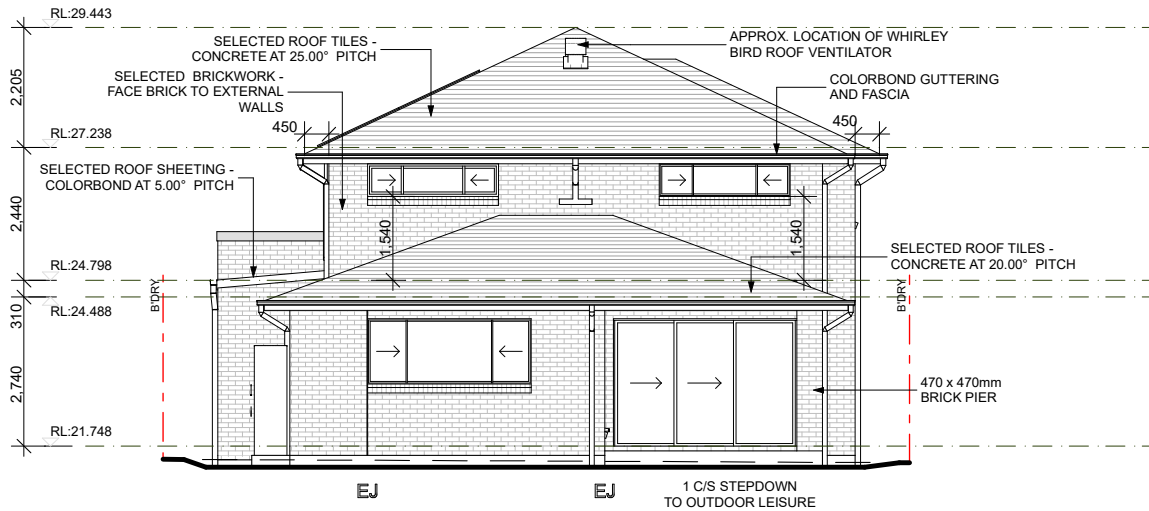 RL:29.443
SELECTED ROOF TILES -
CONCRETE AT 25.00° PITCH
APPROX. LOCATION OF WHIRLEY
BIRD ROOF VENTILATOR
SELECTED BRICKWORK -
FACE BRICK TO EXTERNAL
WALLS
COLORBOND GUTTERING
AND FASCIA
2,205
RL:27.238
450
450
SELECTED ROOF SHEETING -
COLORBOND AT 5.00° PITCH
2,440
1,540
1,540
SELECTED ROOF TILES -
CONCRETE AT 20.00° PITCH
RL:24.798
B'DRY
B'DRY
310
RL:24.488
2,740
470 x 470mm
BRICK PIER
RL:21.748
EJ
EJ
1 C/S STEPDOWN
TO OUTDOOR LEISURE